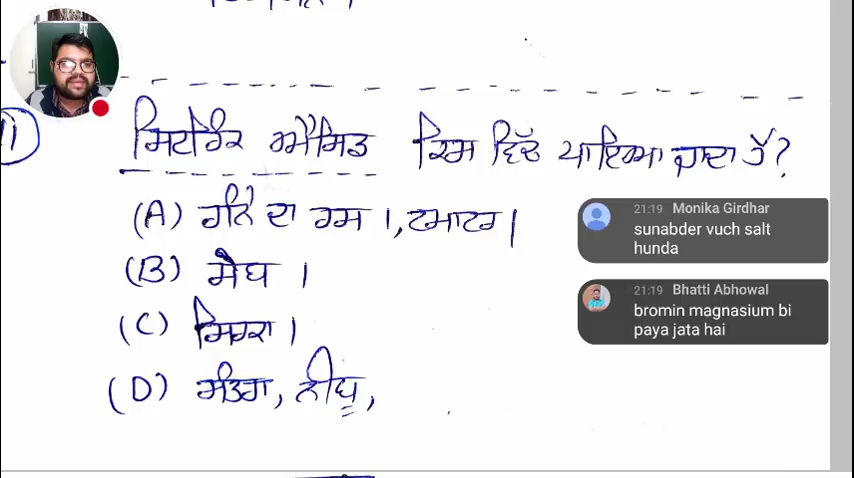 11 ਸਿਟਰਿਕ ਐਸਿਡ ਕਿਸ ਵਿੱਚ ਪਾਇਆ ਜਾਦਾ ਹੈ?
(A) ਗੰਨੇ ਦਾ ਰਸ ।, ਟਮਾਟਰ |
(B) ਸੇਬ ।
(C) ਸਿਰਕਾ ।
(D) ਸੰਤਰਾ, ਨੀਬੂ,
21:19 Monika Girdhar
sunabder vuch salt
hunda
21:19 Bhatti Abhowal
bromin magnasium bi
paya jata hai